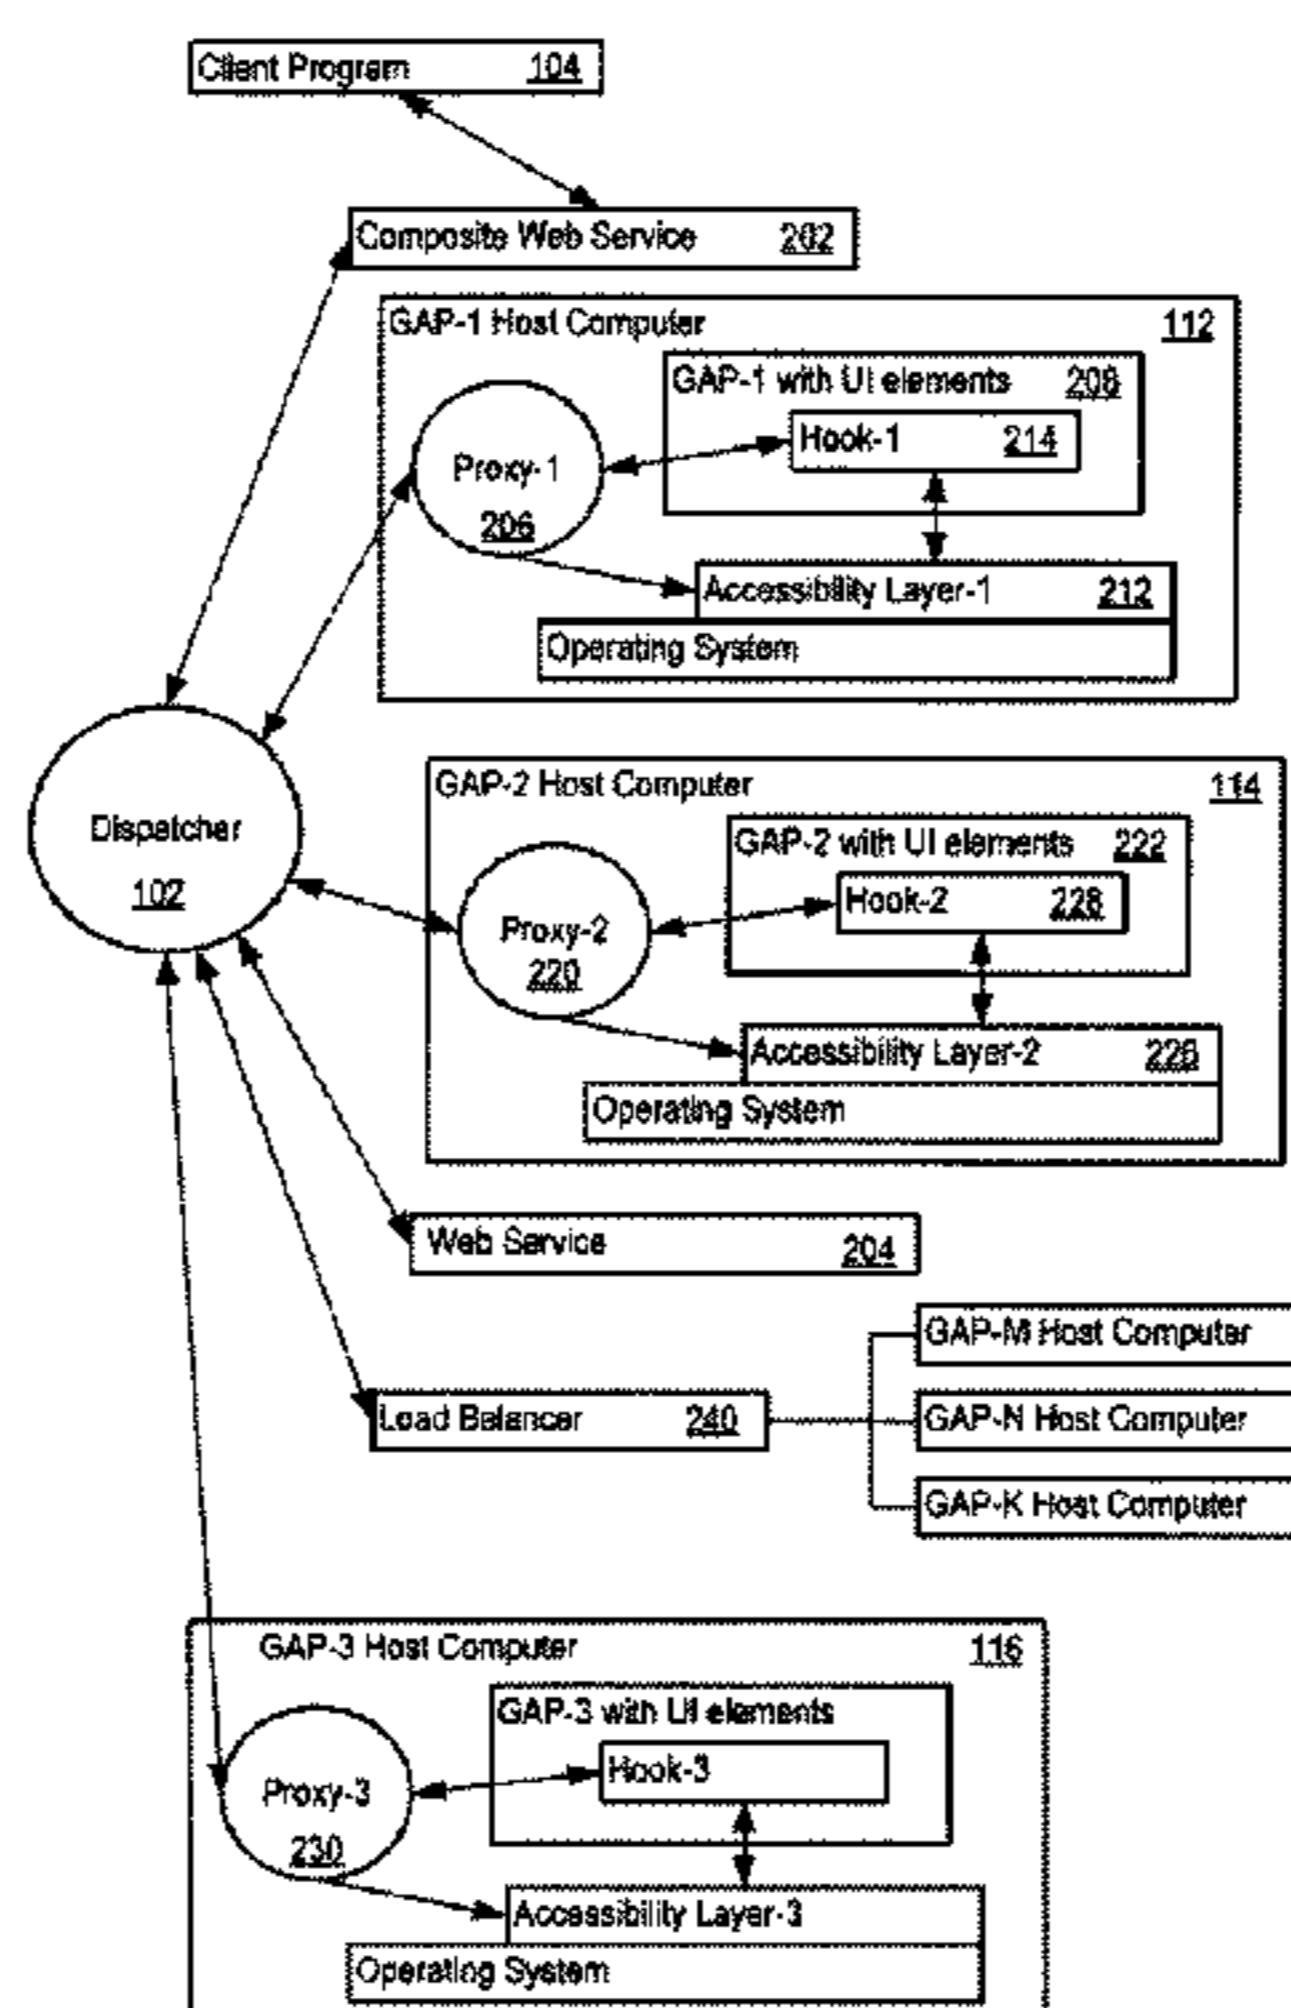 Client Program 104
Composite Web Service 202
GAP-1 Host Computer 112
GAP-1 with UI elements 208
Hook-1 214
Proxy-1
206
Accessibility Layer-1 212
Operating System
Dispatcher
102
GAP-2 Host Computer 114
GAP-2 with UI elements 222
Hook-2 228
Proxy-2
220
Accessibility Layer-2 226
Operating System
Web Service 204
GAP-M Host Computer
Load Balancer 240
GAP-N Host Computer
GAP-K Host Computer
GAP-3 Host Computer 116
GAP-3 with UI elements
Hook-3
Proxy-3
230
Accessibility Layer-3
Operating System